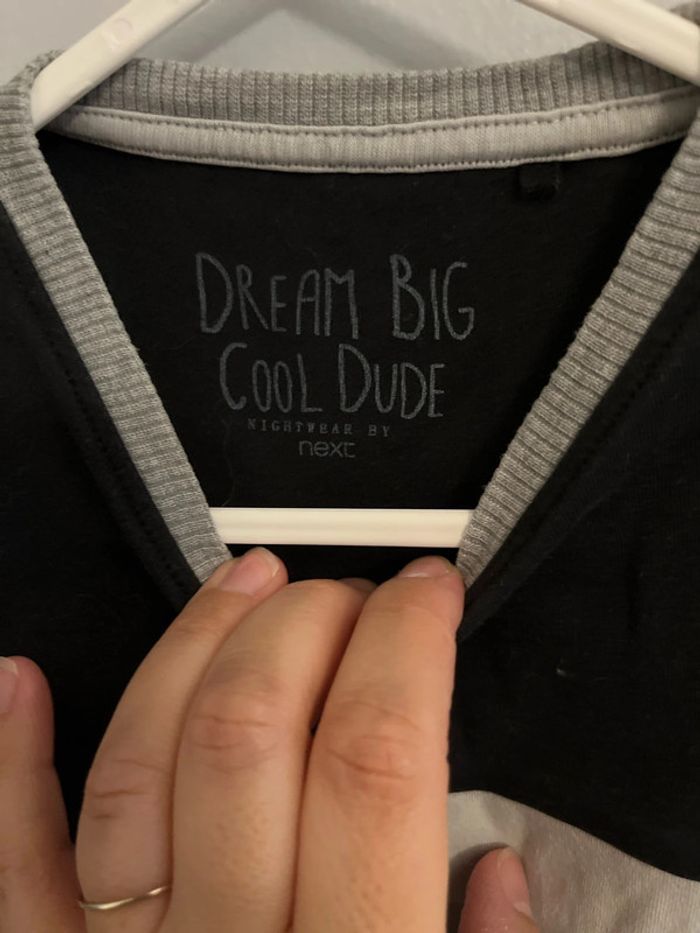 DREAM BIG
COOL DUDE
NIGHTWEAR BY
next